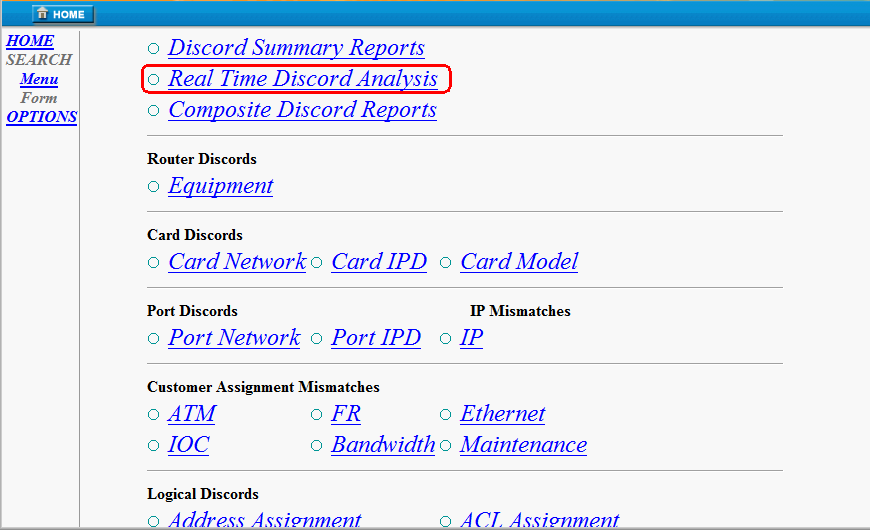 HOME
HOME
SEARCH
Menu
Form
OPTIONS
Discord Summary Reports
Real Time Discord Analysis
Composite Discord Reports
Router Discords
Equipment
Card Discords
Card Network Card IPD Card Model
Port Discords IP Mismatches
Port Network Port IPD IP
Customer Assignment Mismatches
ATM FR Ethernet
IOC Bandwidth Maintenance
Logical Discords
Address Assignment ACL Assignment